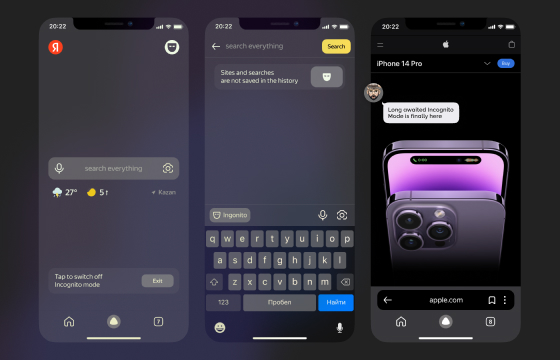 20:22
Я
search everything
27°
5↑
Kazan
Tap to switch off
Incognito mode
Exit
7
20:22
search everything
Search
Sites and searches
are not saved in the history
Ingonito
q w e r t y u i o p
a s d f g h j k l
z x c v b n m
123
Пробел
Найти
20:22
iPhone 14 Pro
Buy
Long awaited Incognito
Mode is finally here
apple.com
8